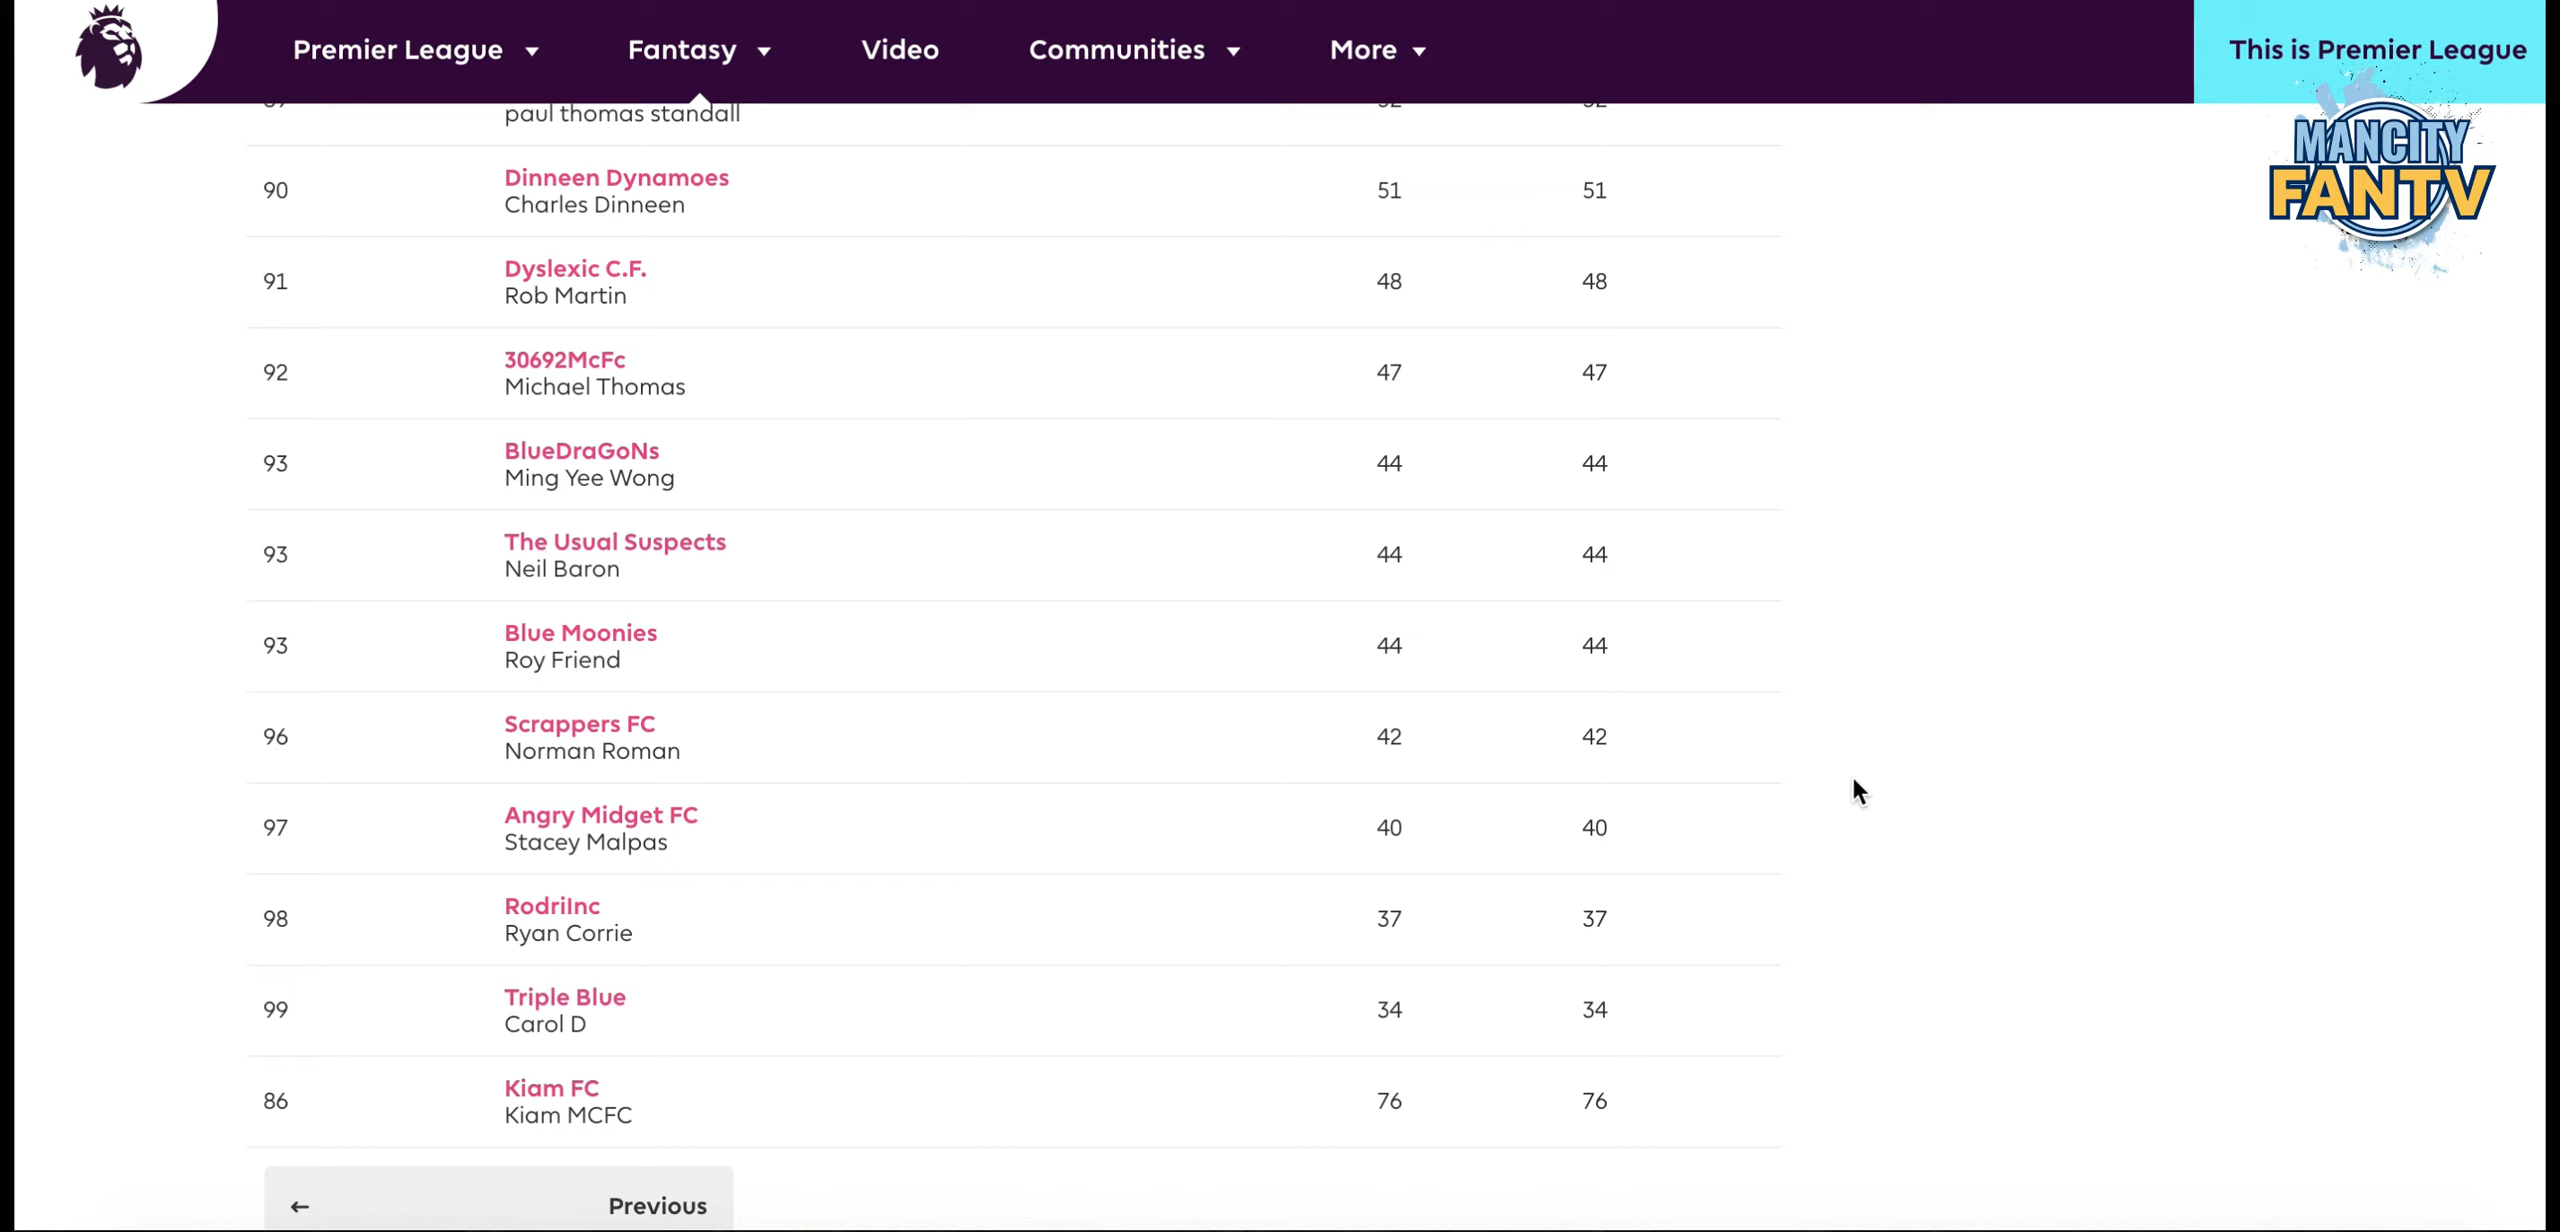 Premier League
Fantasy
Video
Communities
More
This is Premier League
MANCITY
FANTV
paul thomas standall
90
Dinneen Dynamoes
Charles Dinneen
51
51
91
Dyslexic C.F.
Rob Martin
48
48
92
30692McFc
Michael Thomas
47
47
93
BlueDraGoNs
Ming Yee Wong
44
44
93
The Usual Suspects
Neil Baron
44
44
93
Blue Moonies
Roy Friend
44
44
96
Scrappers FC
Norman Roman
42
42
97
Angry Midget FC
Stacey Malpas
40
40
98
RodriInc
Ryan Corrie
37
37
99
Triple Blue
Carol D
34
34
86
Kiam FC
Kiam MCFC
76
76
← Previous